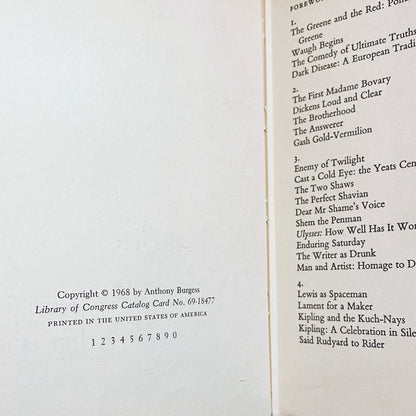 Copyright © 1968 by Anthony Burgess
Library of Congress Catalog Card No. 69-18477
PRINTED IN THE UNITED STATES OF AMERICA
1 2 3 4 5 6 7 8 9 0
1.
The Greene and the Red:
Greene
Waugh Begins
The Comedy of Ultimate Truths
Dark Disease: A European
2.
The First Madame Bovary
Dickens Loud and Clear
The Brotherhood
The Answerer
Gash Gold-Vermilion
3.
Enemy of Twilight
Cast a Cold Eye: the Yeats
The Two Shaws
The Perfect Shavian
Dear Mr Shame's Voice
Shem the Penman
Ulysses: How Well Has It
Enduring Saturday
The Writer as Drunk
Man and Artist: Homage to
4.
Lewis as Spaceman
Lament for a Maker
Kipling and the Kuch-Nays
Kipling: A Celebration in
Said Rudyard to Rider